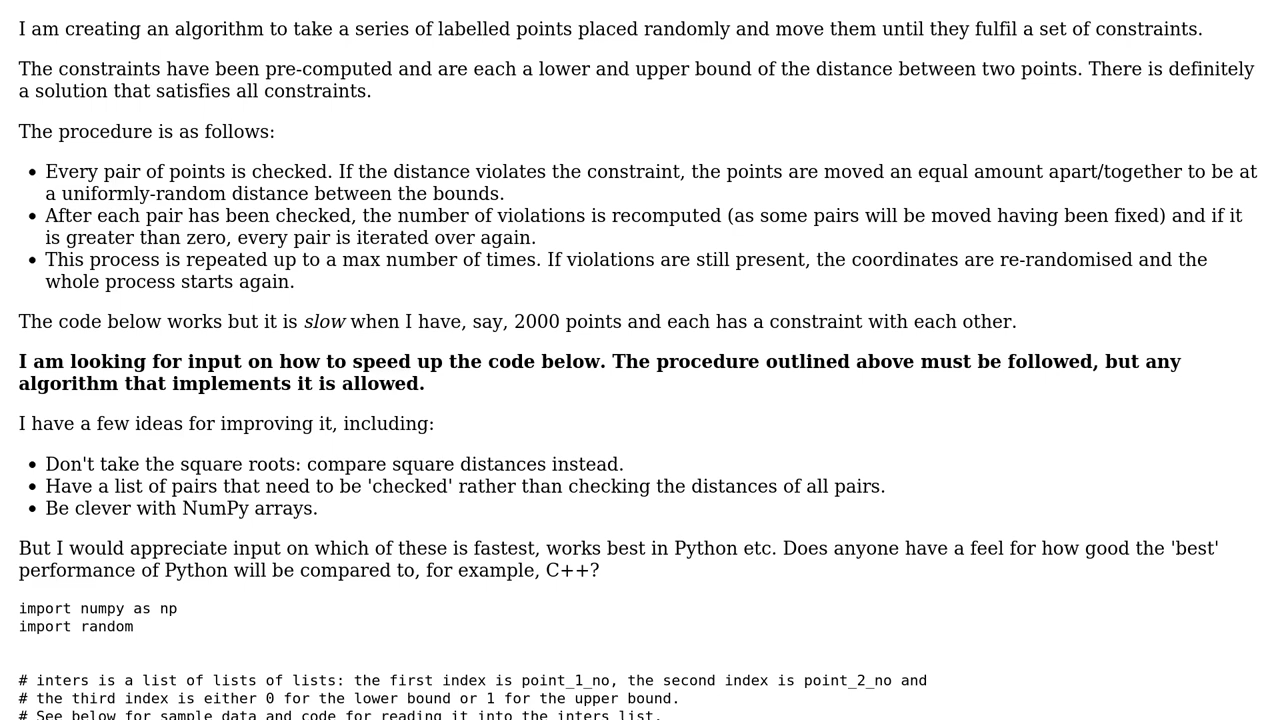 I am creating an algorithm to take a series of labelled points placed randomly and move them until they fulfil a set of constraints.
The constraints have been pre-computed and are each a lower and upper bound of the distance between two points. There is definitely
a solution that satisfies all constraints.
The procedure is as follows:
• Every pair of points is checked. If the distance violates the constraint, the points are moved an equal amount apart/together to be at
a uniformly-random distance between the bounds.
• After each pair has been checked, the number of violations is recomputed (as some pairs will be moved having been fixed) and if it
is greater than zero, every pair is iterated over again.
• This process is repeated up to a max number of times. If violations are still present, the coordinates are re-randomised and the
whole process starts again.
The code below works but it is slow when I have, say, 2000 points and each has a constraint with each other.
I am looking for input on how to speed up the code below. The procedure outlined above must be followed, but any
algorithm that implements it is allowed.
I have a few ideas for improving it, including:
• Don't take the square roots: compare square distances instead.
• Have a list of pairs that need to be 'checked' rather than checking the distances of all pairs.
• Be clever with NumPy arrays.
But I would appreciate input on which of these is fastest, works best in Python etc. Does anyone have a feel for how good the 'best'
performance of Python will be compared to, for example, C++?
import numpy as np
import random
# inters is a list of lists of lists: the first index is point_1_no, the second index is point_2_no and
# the third index is either 0 for the lower bound or 1 for the upper bound.
# See below for sample data and code for reading it into the inters list.